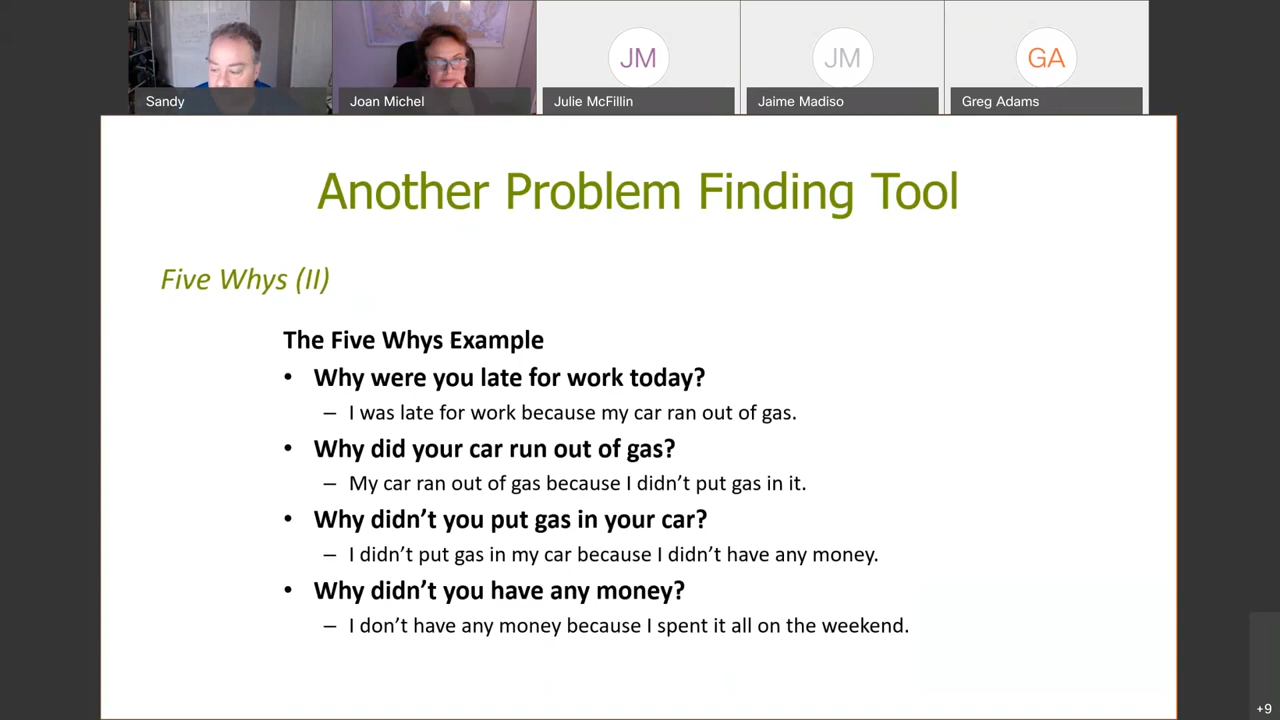 JM
JM
GA
Sandy
Joan Michel
Julie McFillin
Jaime Madiso
Greg Adams
Another Problem Finding Tool
Five Whys (II)
The Five Whys Example
• Why were you late for work today?
– I was late for work because my car ran out of gas.
• Why did your car run out of gas?
– My car ran out of gas because I didn’t put gas in it.
• Why didn’t you put gas in your car?
– I didn’t put gas in my car because I didn’t have any money.
• Why didn’t you have any money?
– I don’t have any money because I spent it all on the weekend.
+9